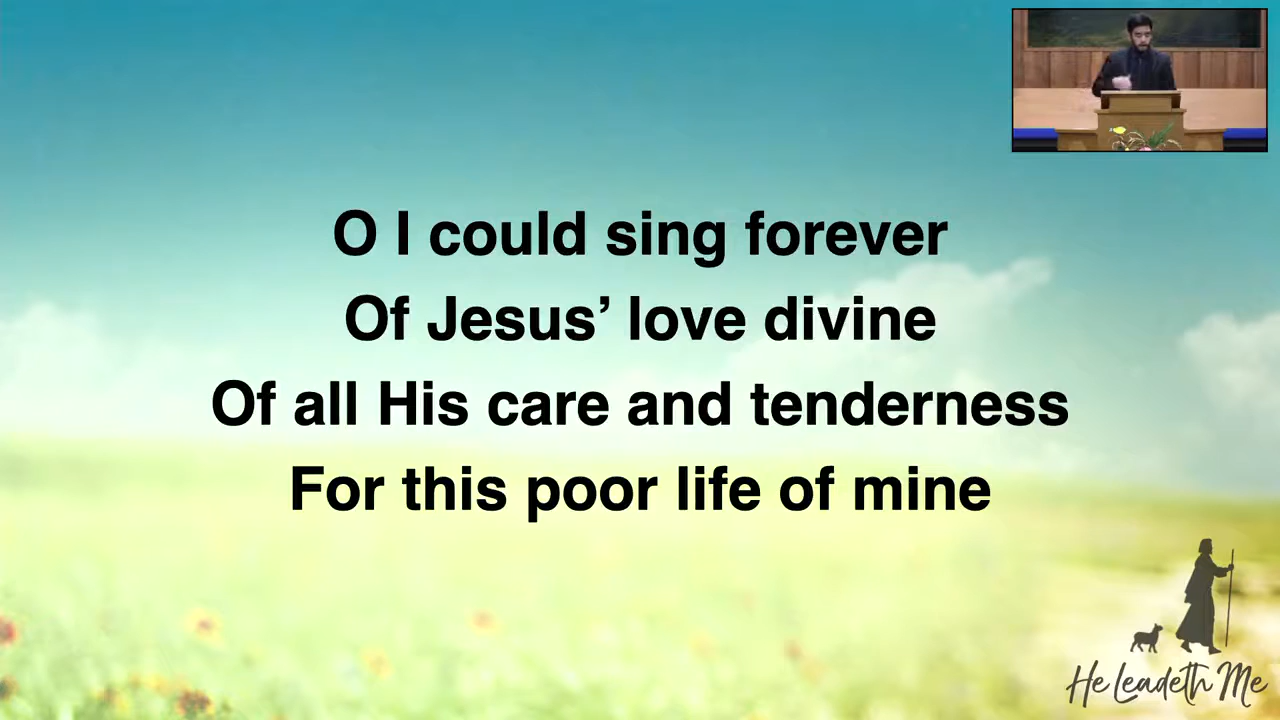 O I could sing forever
Of Jesus’ love divine
Of all His care and tenderness
For this poor life of mine
He Leadeth Me